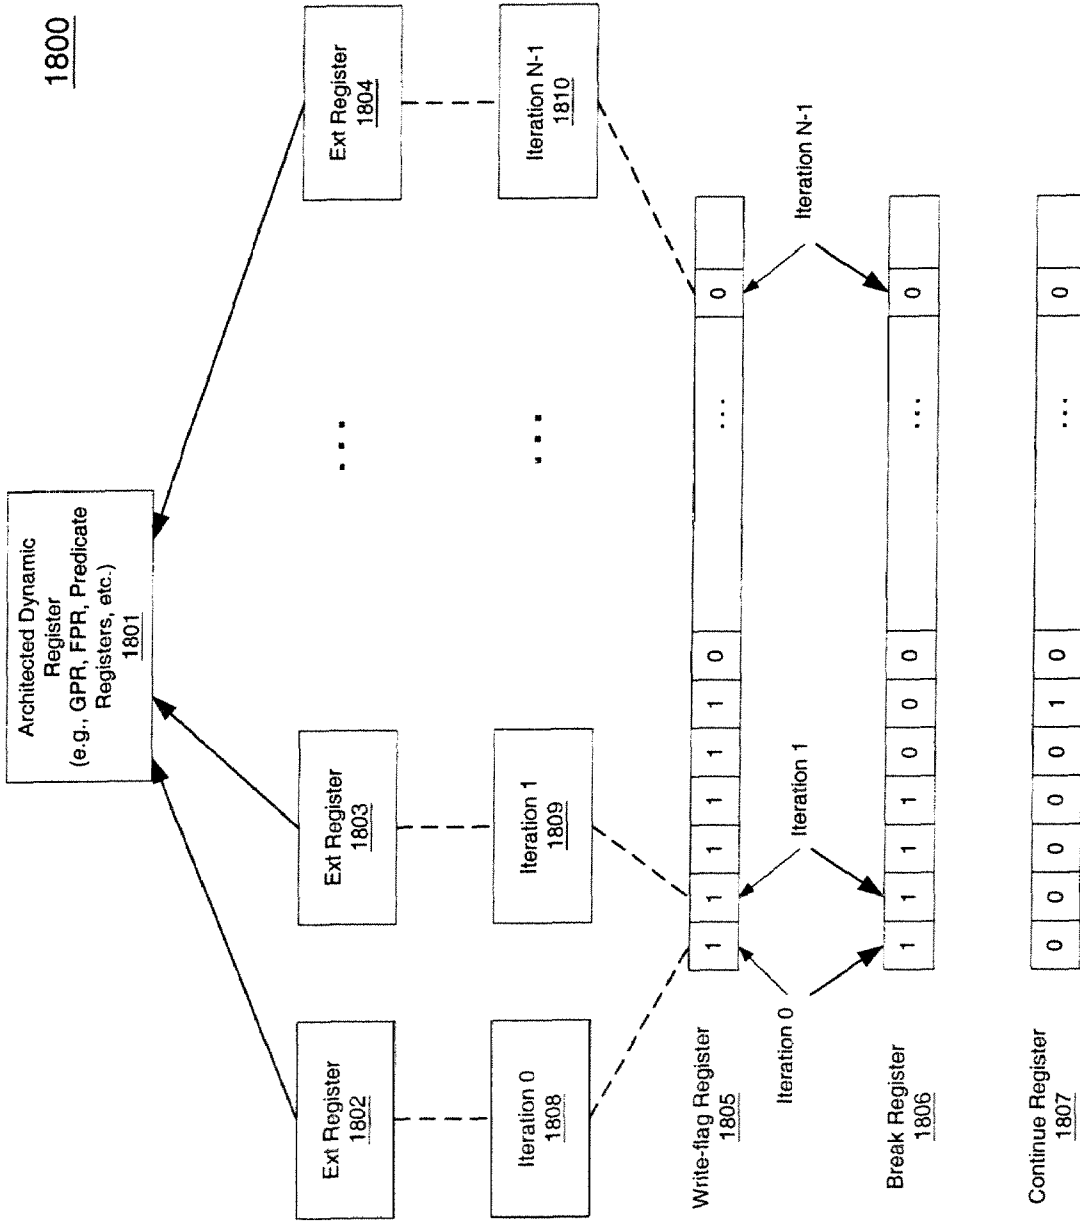 1800
Architected Dynamic
Register
(e.g., GPR, FPR, Predicate
Registers, etc.)
1801
Ext Register
1802
Ext Register
1803
...
Ext Register
1804
Iteration 0
1808
Iteration 1
1809
...
Iteration N-1
1810
Write-flag Register
1805
1 1 1 1 1 1 0 ... 0
Iteration 0
Iteration 1
Iteration N-1
Break Register
1806
1 1 1 1 0 0 0 ... 0
Continue Register
1807
0 0 0 0 0 1 0 ... 0